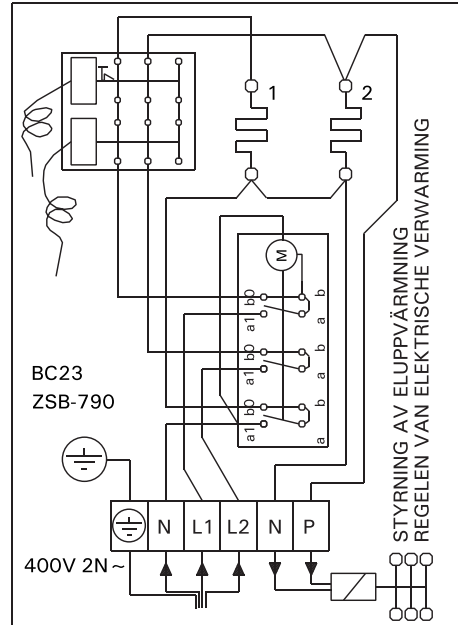 1
2
M
b0
b
a1
a
b0
b
a1
a
b0
b
a1
a
BC23
ZSB-790
STYRNING AV ELUPPVÄRMNING
REGELEN VAN ELEKTRISCHE VERWARMING
N L1 L2 N P
400V 2N~